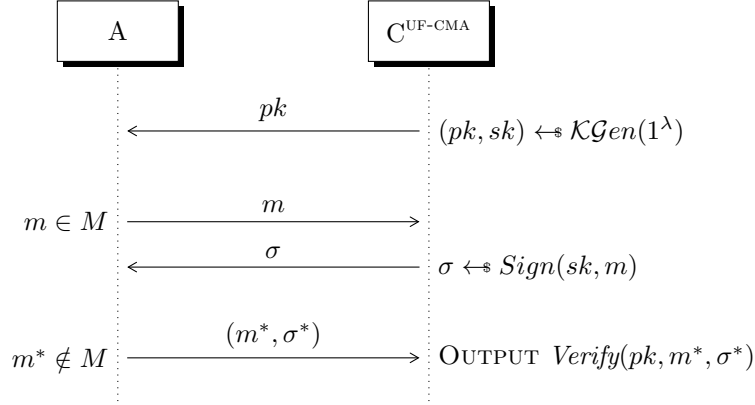 A
C^UF-CMA
pk
(pk, sk) ←$ KGen(1^λ)
m ∈ M
m
σ
σ ←$ Sign(sk, m)
m* ∉ M
(m*, σ*)
OUTPUT Verify(pk, m*, σ*)